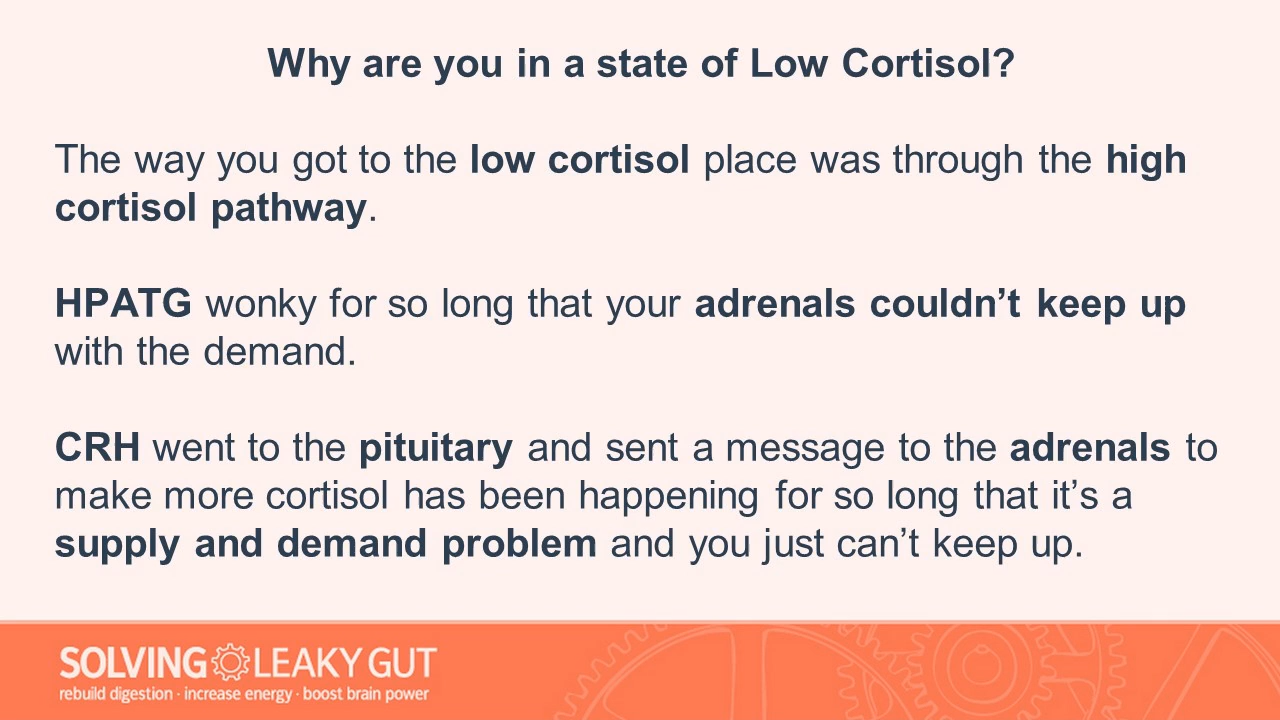 Why are you in a state of Low Cortisol?
The way you got to the low cortisol place was through the high
cortisol pathway.
HPATG wonky for so long that your adrenals couldn’t keep up
with the demand.
CRH went to the pituitary and sent a message to the adrenals to
make more cortisol has been happening for so long that it’s a
supply and demand problem and you just can’t keep up.
SOLVING LEAKY GUT
rebuild digestion · increase energy · boost brain power